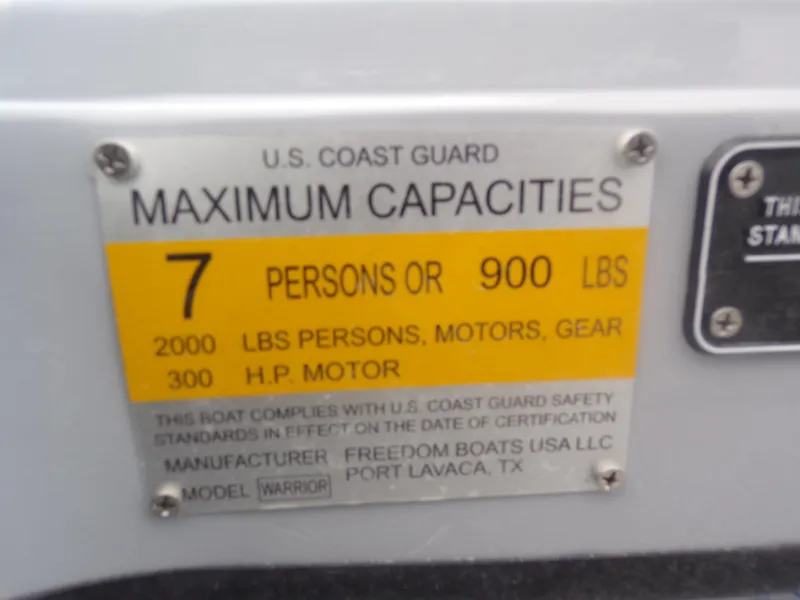 U.S. COAST GUARD
MAXIMUM CAPACITIES
7 PERSONS OR 900 LBS
2000 LBS PERSONS, MOTORS, GEAR
300 H.P. MOTOR
THIS BOAT COMPLIES WITH U.S. COAST GUARD SAFETY
STANDARDS IN EFFECT ON THE DATE OF CERTIFICATION
MANUFACTURER FREEDOM BOATS USA LLC
PORT LAVACA, TX
MODEL WARRIOR
THIS
STAN